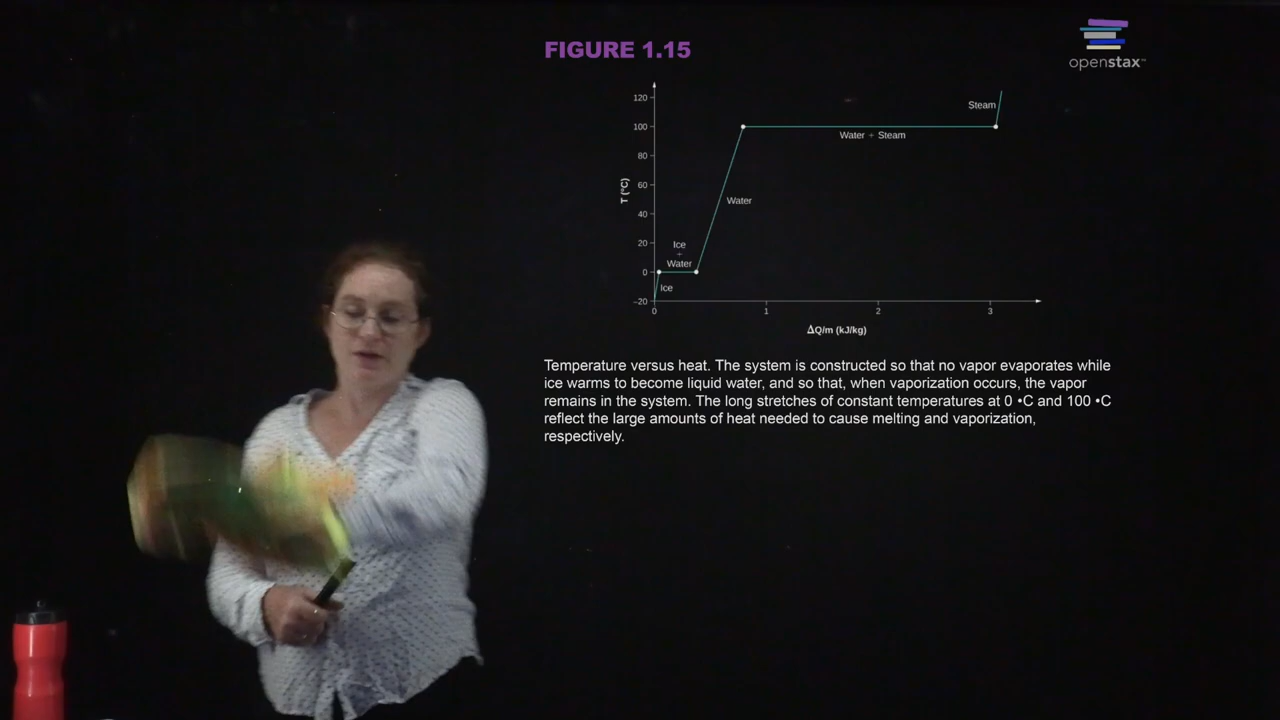 FIGURE 1.15
openstax™
120
100
80
60
40
20
0
–20
T (°C)
Steam
Water + Steam
Water
Ice
+
Water
Ice
0
1
2
3
ΔQ/m (kJ/kg)
Temperature versus heat. The system is constructed so that no vapor evaporates while
ice warms to become liquid water, and so that, when vaporization occurs, the vapor
remains in the system. The long stretches of constant temperatures at 0 •C and 100 •C
reflect the large amounts of heat needed to cause melting and vaporization,
respectively.